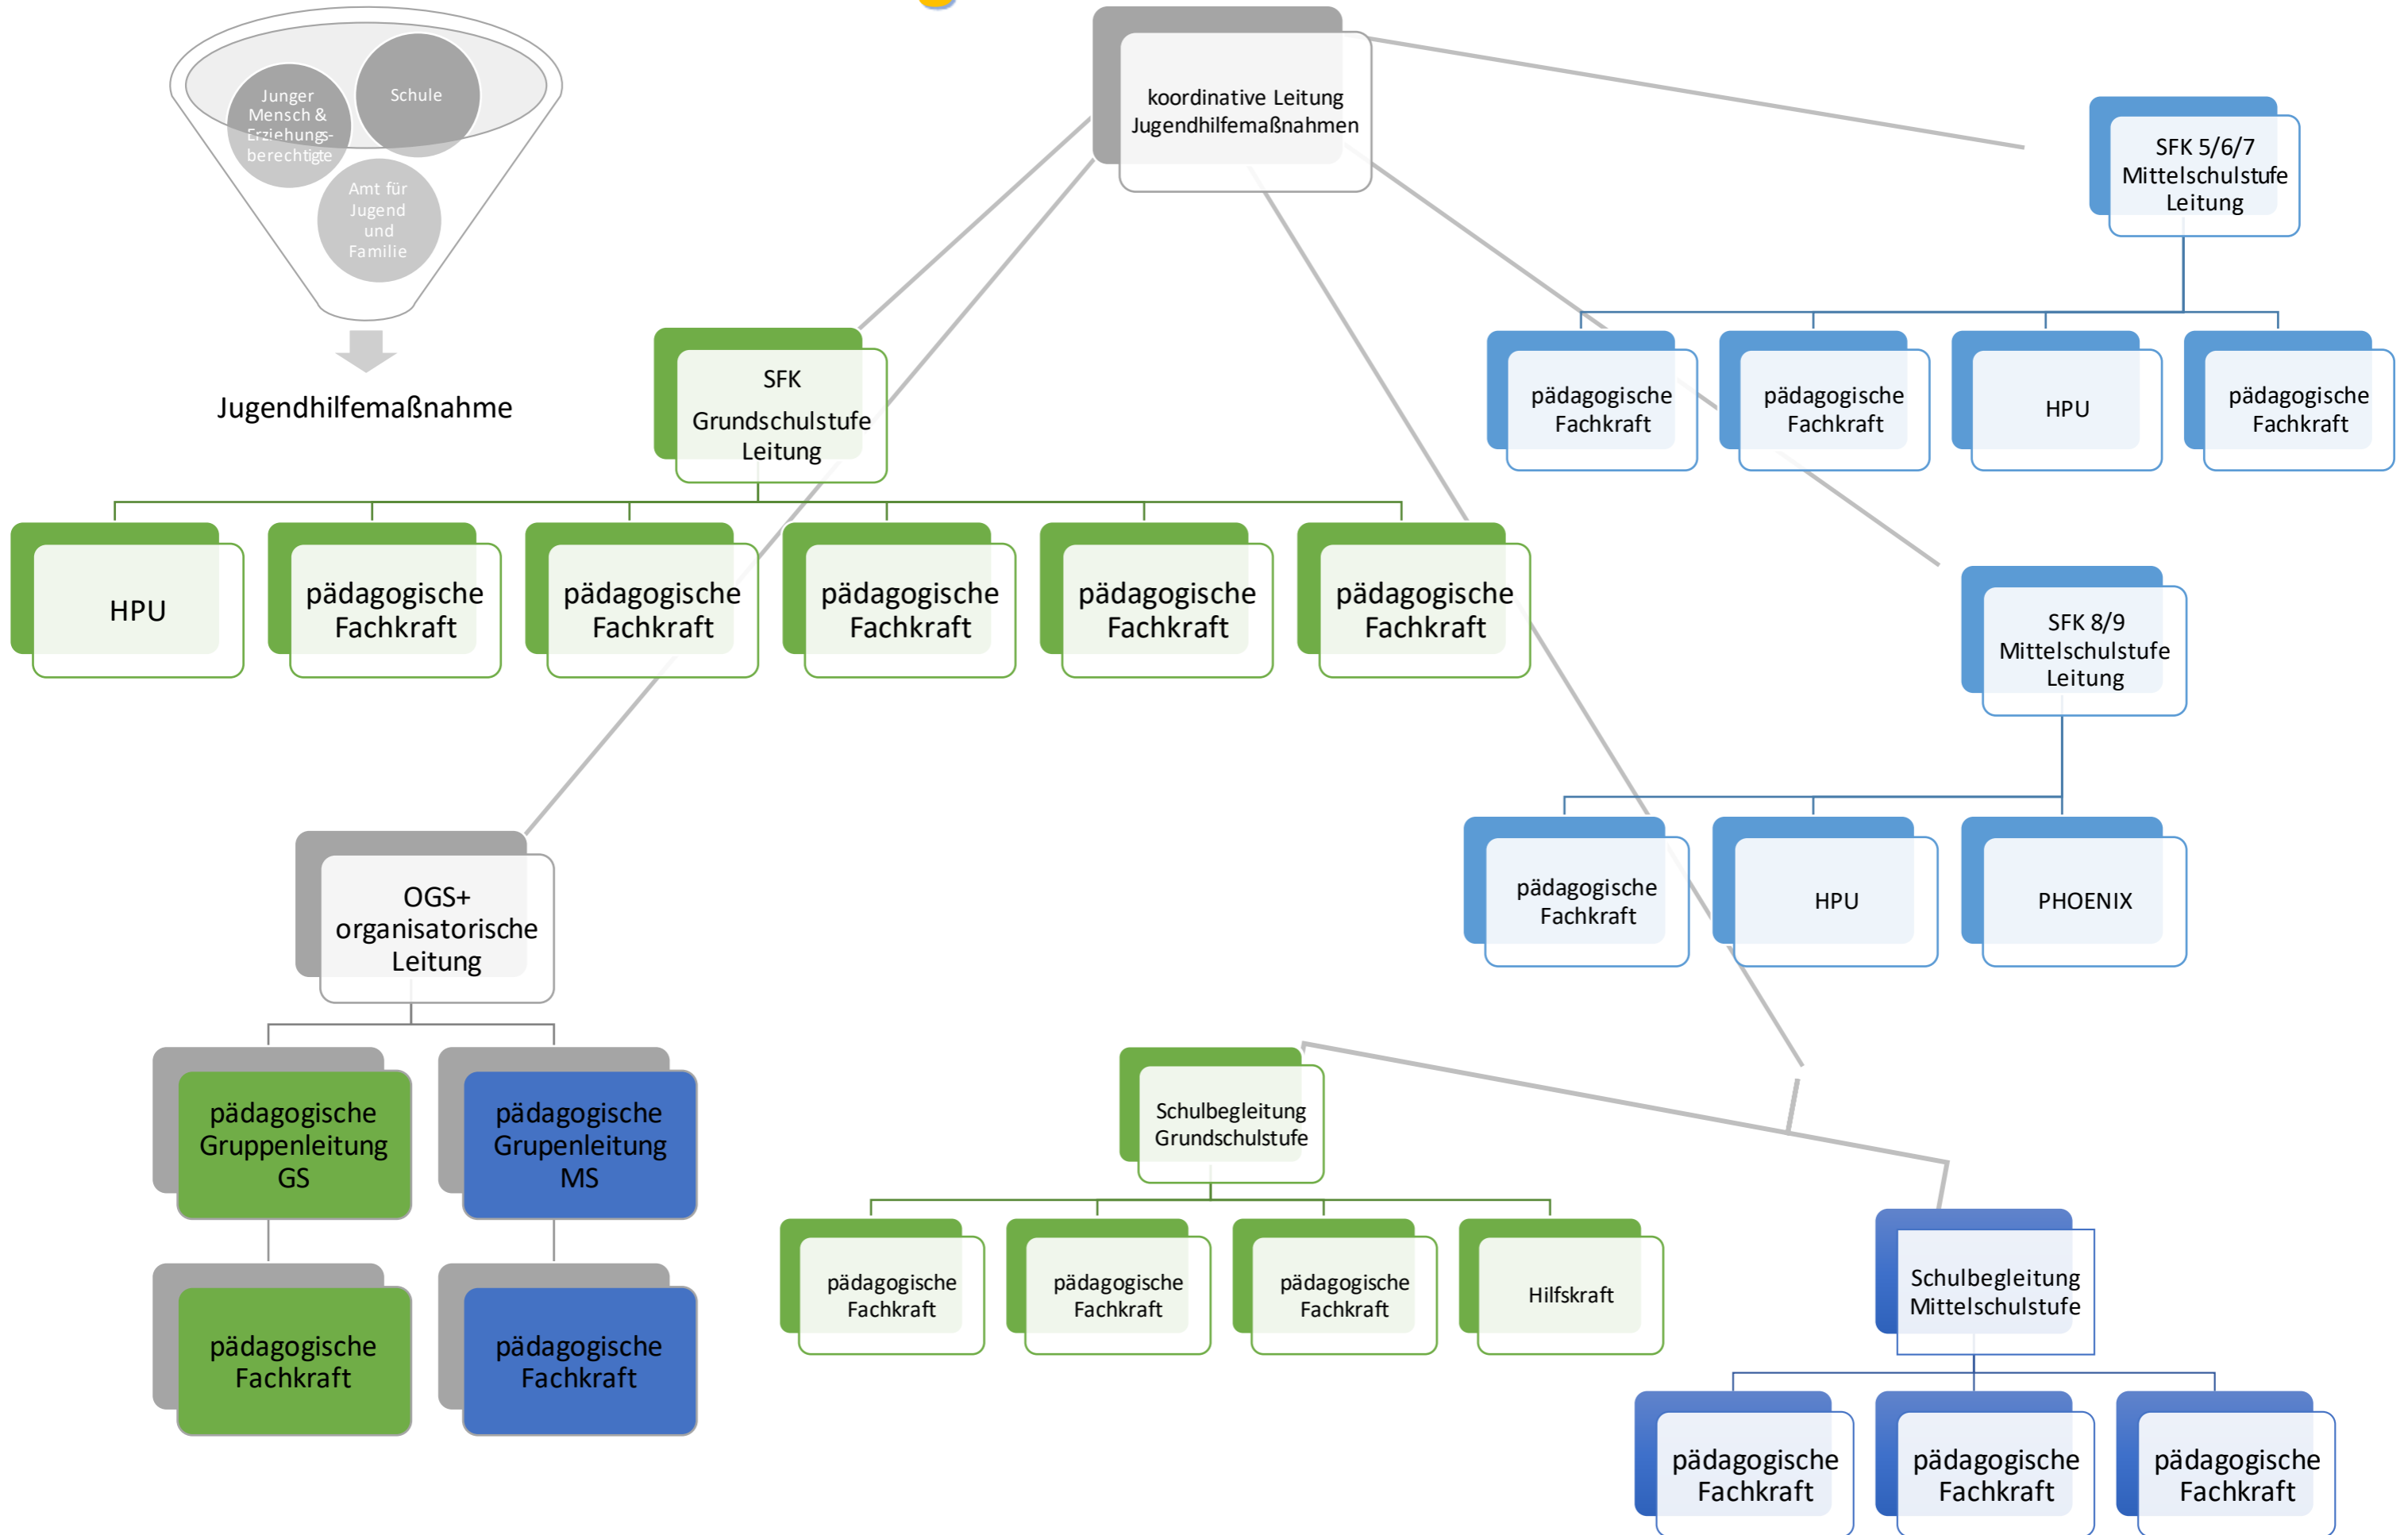 Junger
Mensch &
Erziehungs-
berechtigte
Schule
Amt für
Jugend
und
Familie
Jugendhilfemaßnahme
koordinative Leitung
Jugendhilfemaßnahmen
SFK 5/6/7
Mittelschulstufe
Leitung
pädagogische
Fachkraft
pädagogische
Fachkraft
HPU
pädagogische
Fachkraft
SFK
Grundschulstufe
Leitung
HPU
pädagogische
Fachkraft
pädagogische
Fachkraft
pädagogische
Fachkraft
pädagogische
Fachkraft
pädagogische
Fachkraft
SFK 8/9
Mittelschulstufe
Leitung
pädagogische
Fachkraft
HPU
PHOENIX
OGS+
organisatorische
Leitung
pädagogische
Gruppenleitung
GS
pädagogische
Grupenleitung
MS
pädagogische
Fachkraft
pädagogische
Fachkraft
Schulbegleitung
Grundschulstufe
pädagogische
Fachkraft
pädagogische
Fachkraft
pädagogische
Fachkraft
Hilfskraft
Schulbegleitung
Mittelschulstufe
pädagogische
Fachkraft
pädagogische
Fachkraft
pädagogische
Fachkraft